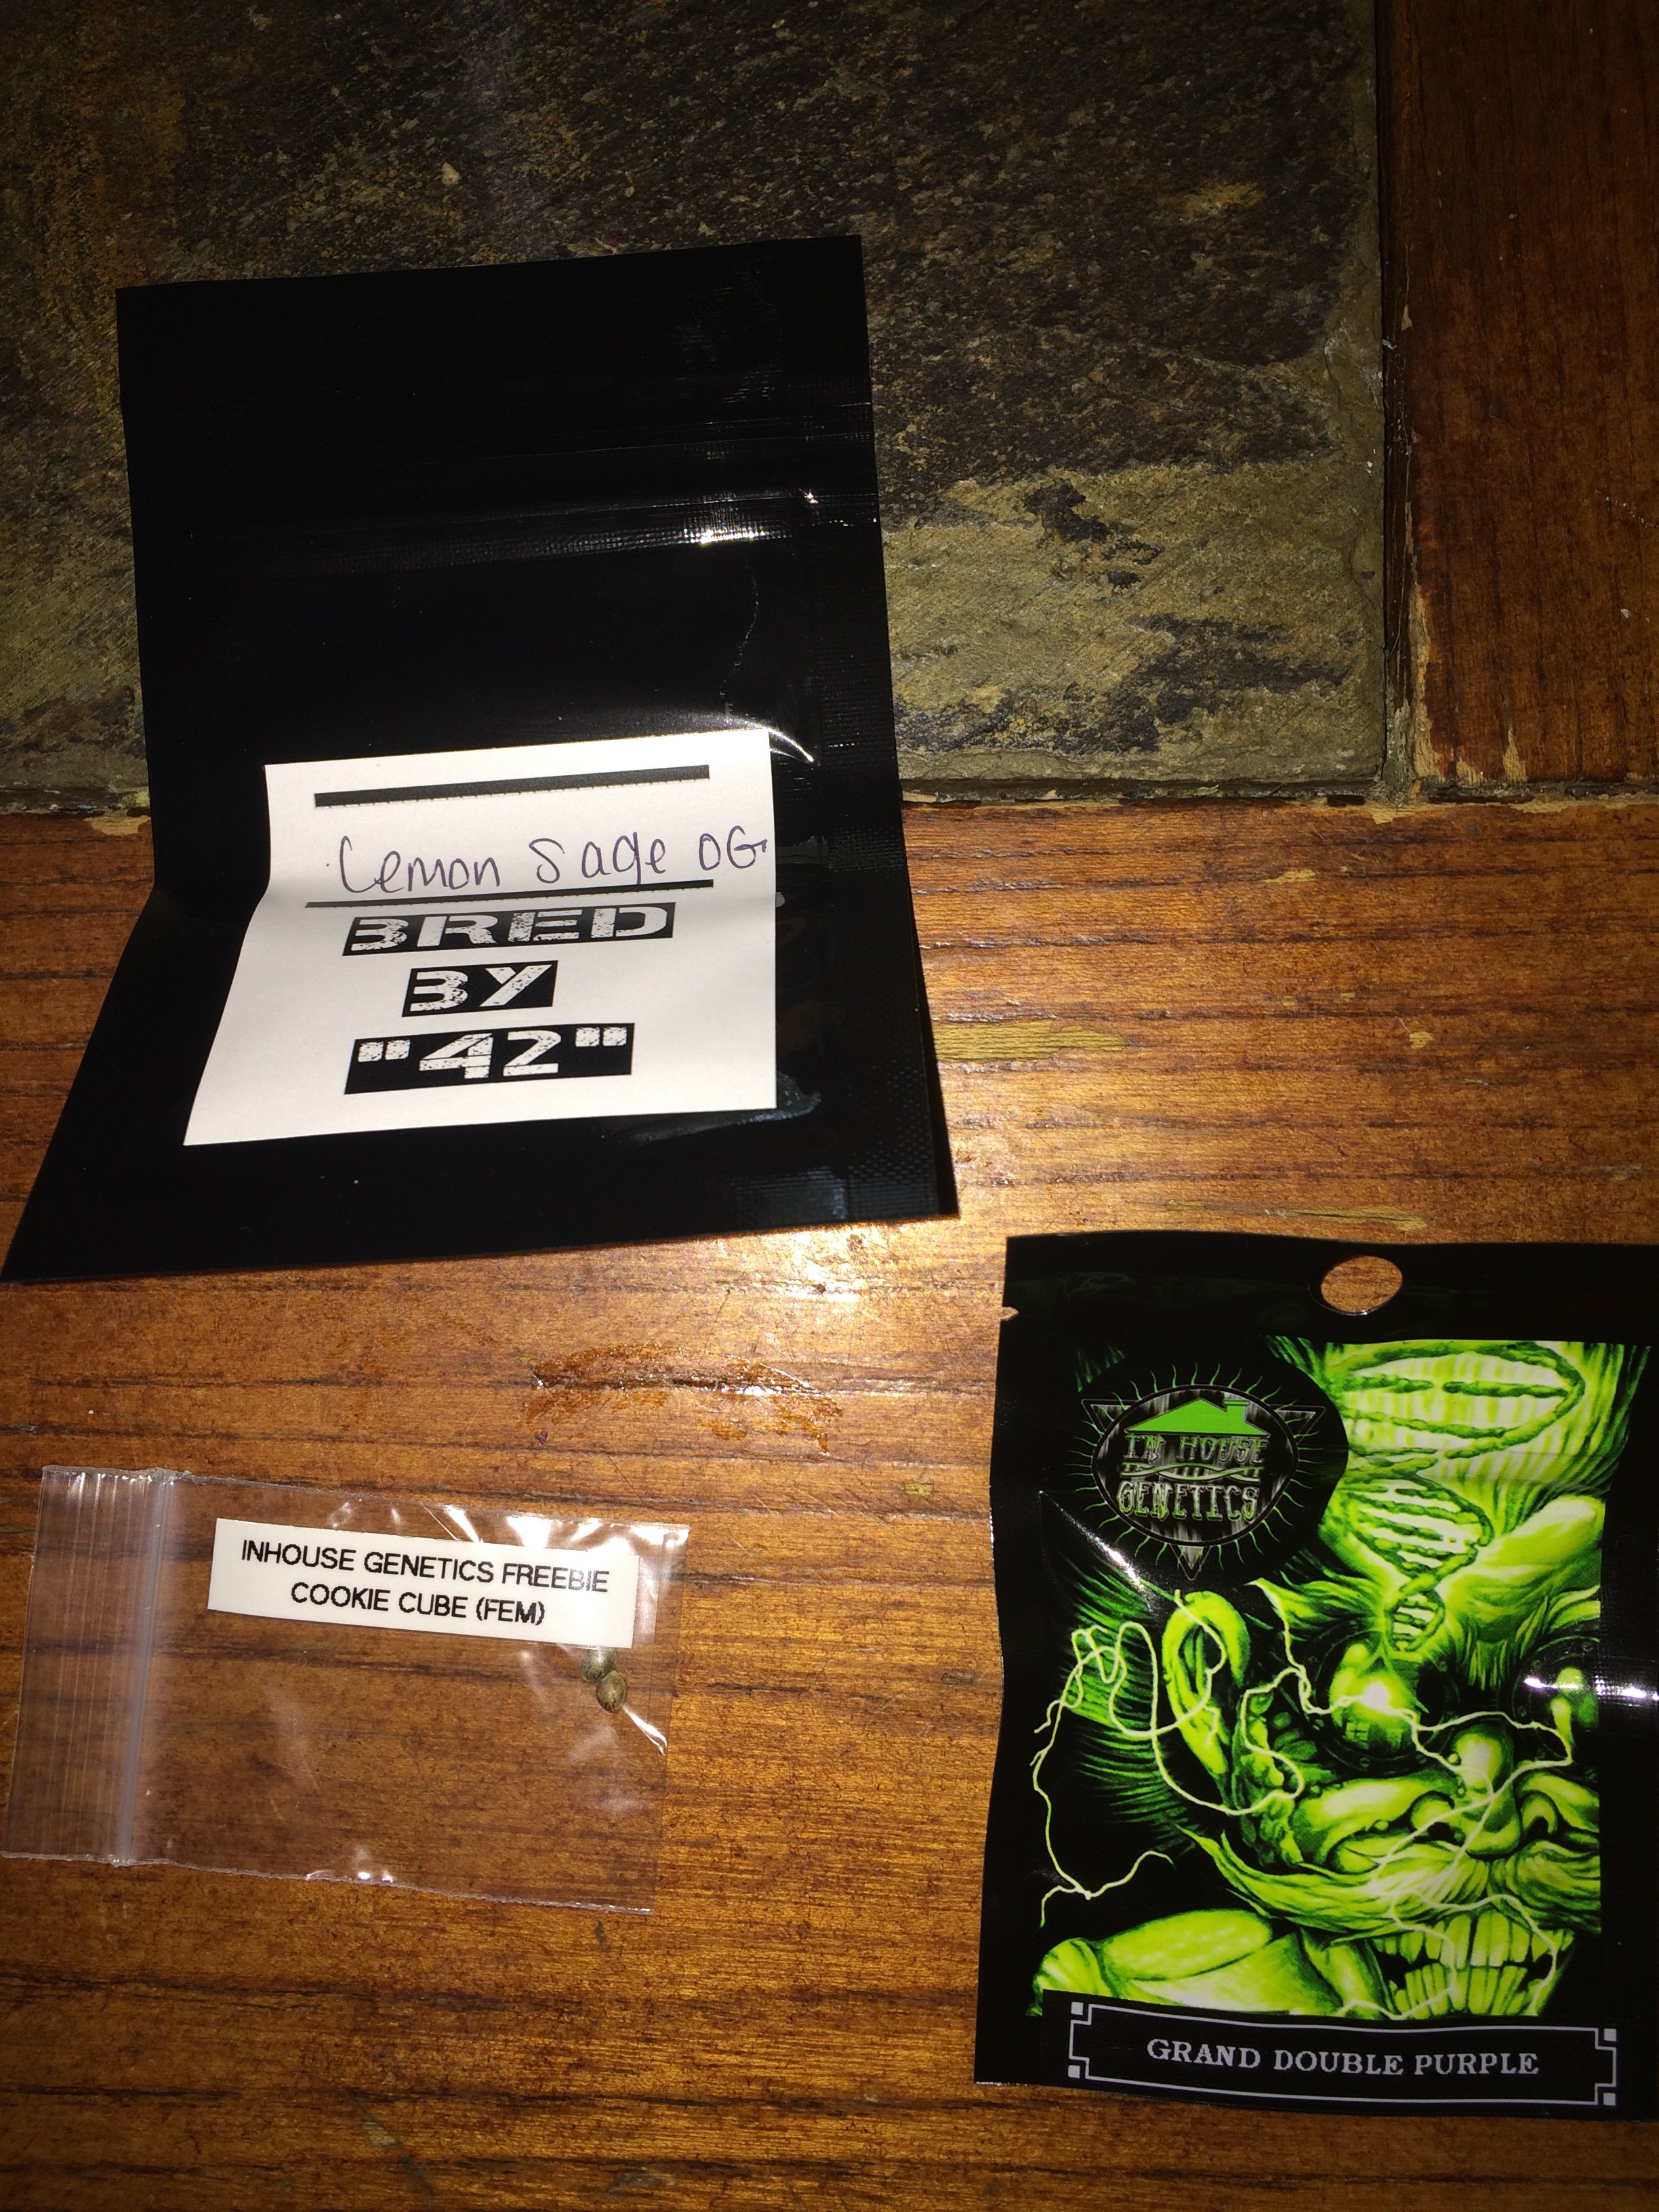 Lemon Sage OG
BRED
BY
"42"
IN HOUSE
GENETICS
INHOUSE GENETICS FREEBIE
COOKIE CUBE (FEM)
GRAND DOUBLE PURPLE